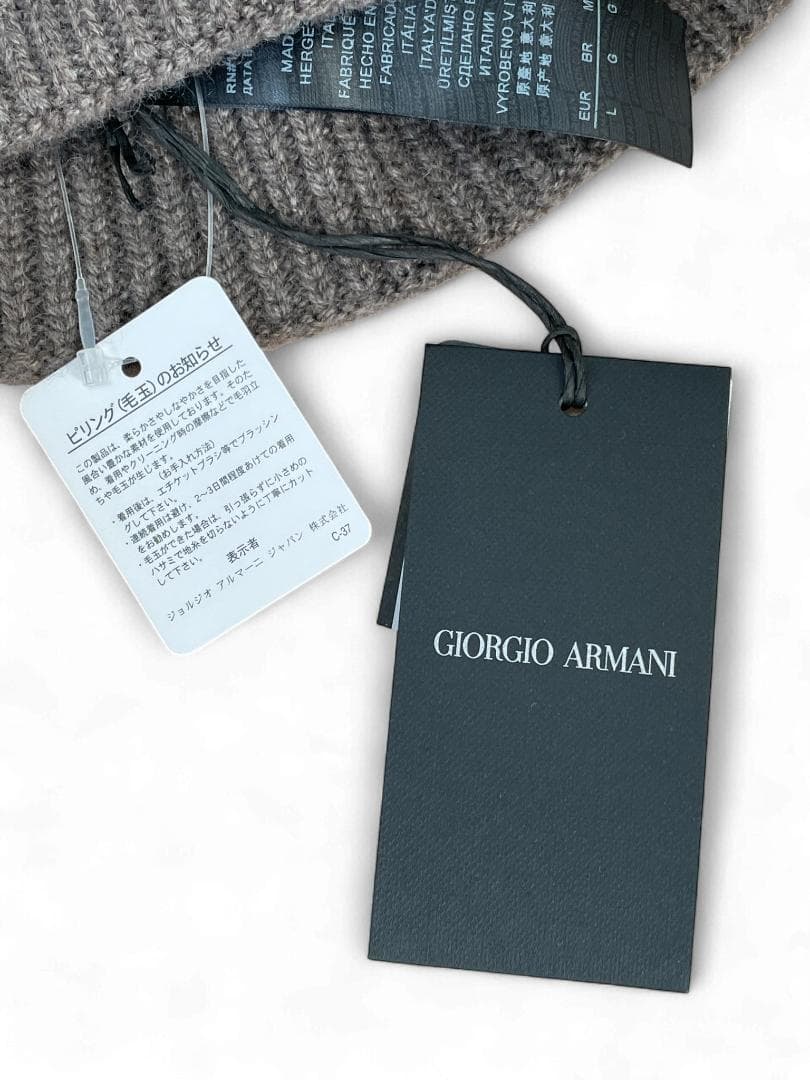 RN#
ДАТА В
MADE
HERGE
ITAL
FABRIQUE
HECHO EN
FABRICAD
ITÁLIA
ITALYA'D
ÜRETİLMİŞT
СДЕЛАНО В
ИТАЛИИ
VYROBENO V I
原產地 意大利
原产地 意大利
EUR BR M
L G G
ピリング(毛玉)のお知らせ
この製品は、柔らかさやしなやかさを目指した
風合い豊かな素材を使用しております。そのた
め、着用やクリーニング時の摩擦などで毛羽立
ちや毛玉が生じます。
(お手入れ方法)
・着用後は、エチケットブラシ等でブラッシン
グして下さい。
・連続着用は避け、2~3日間程度あけての着用
をお勧めします。
・毛玉ができた場合は、引っ張らずに小さめの
ハサミで地糸を切らないように丁寧にカット
して下さい。
表示者
ジョルジオ アルマーニ ジャパン 株式会社
C-37
GIORGIO ARMANI